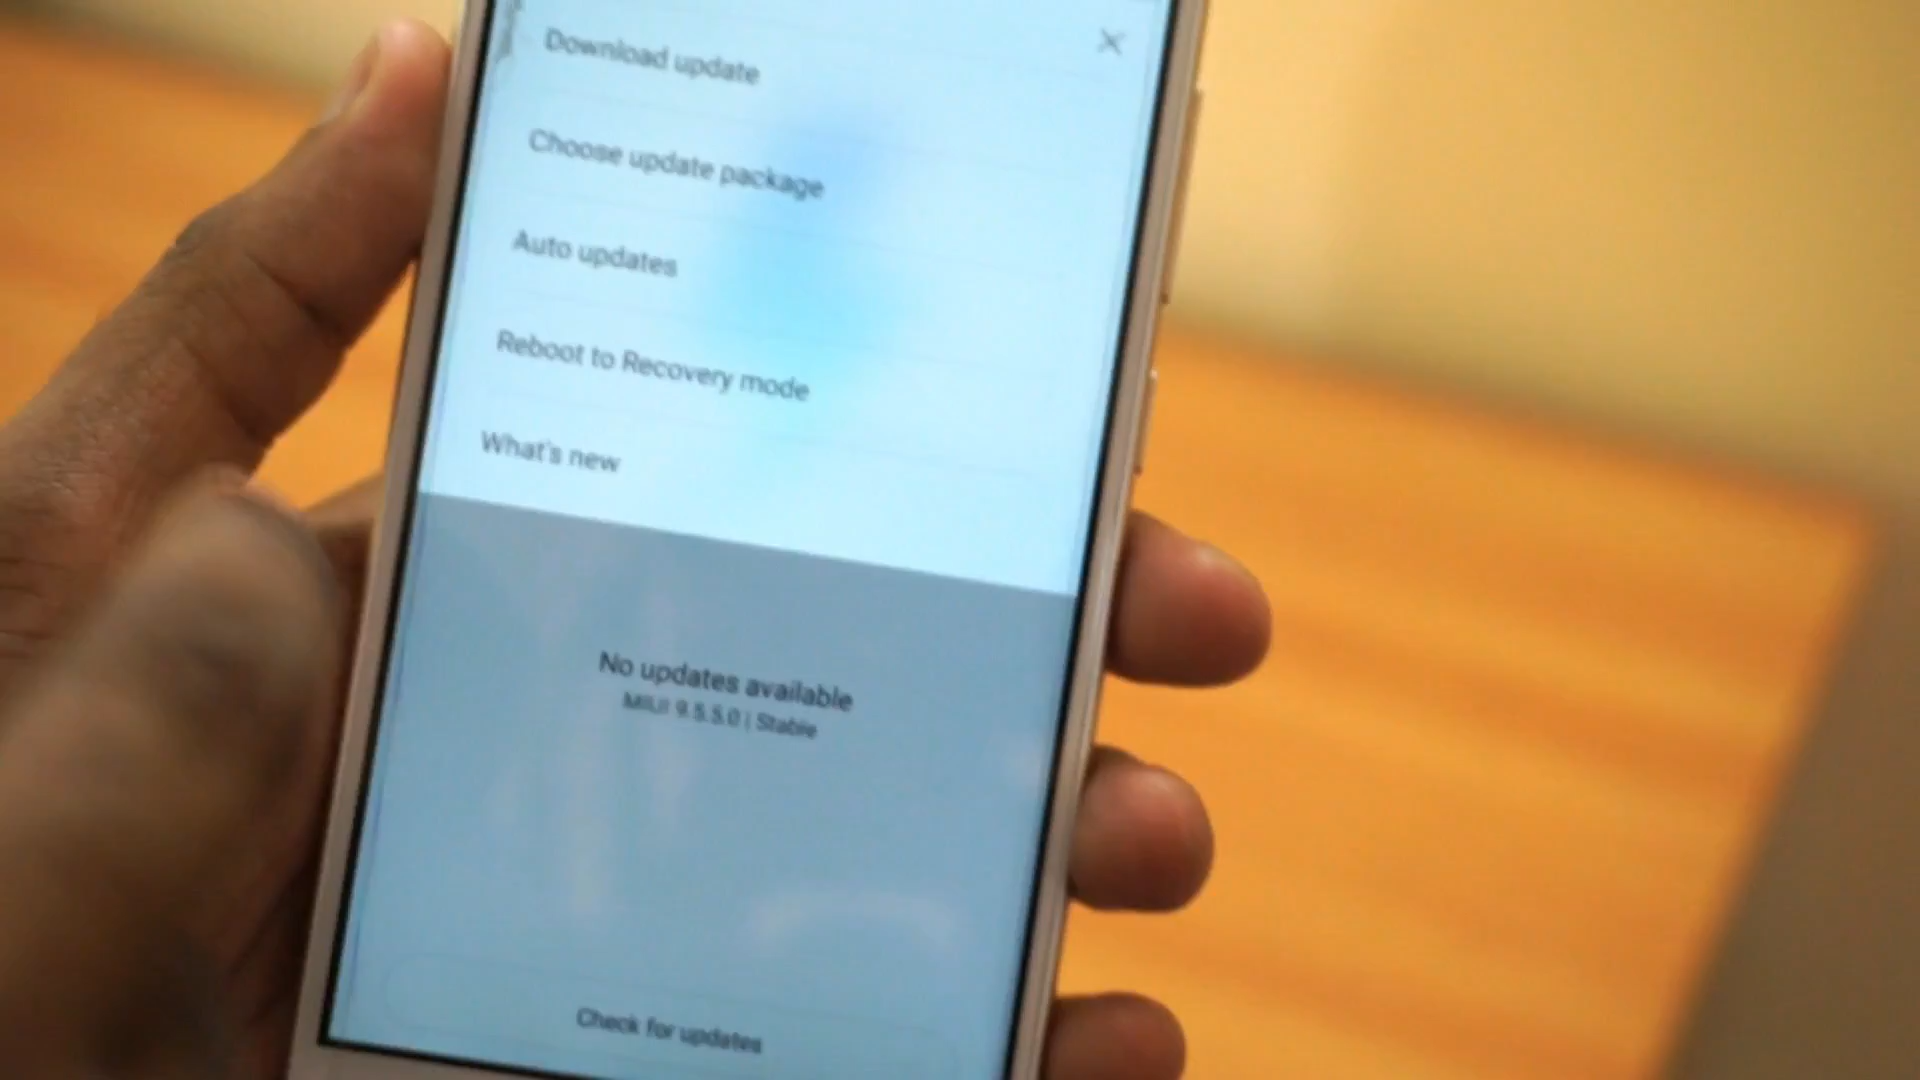 Download update
Choose update package
Auto updates
Reboot to Recovery mode
What's new
No updates available
MIUI 9.5.5.0 | Stable
Check for updates